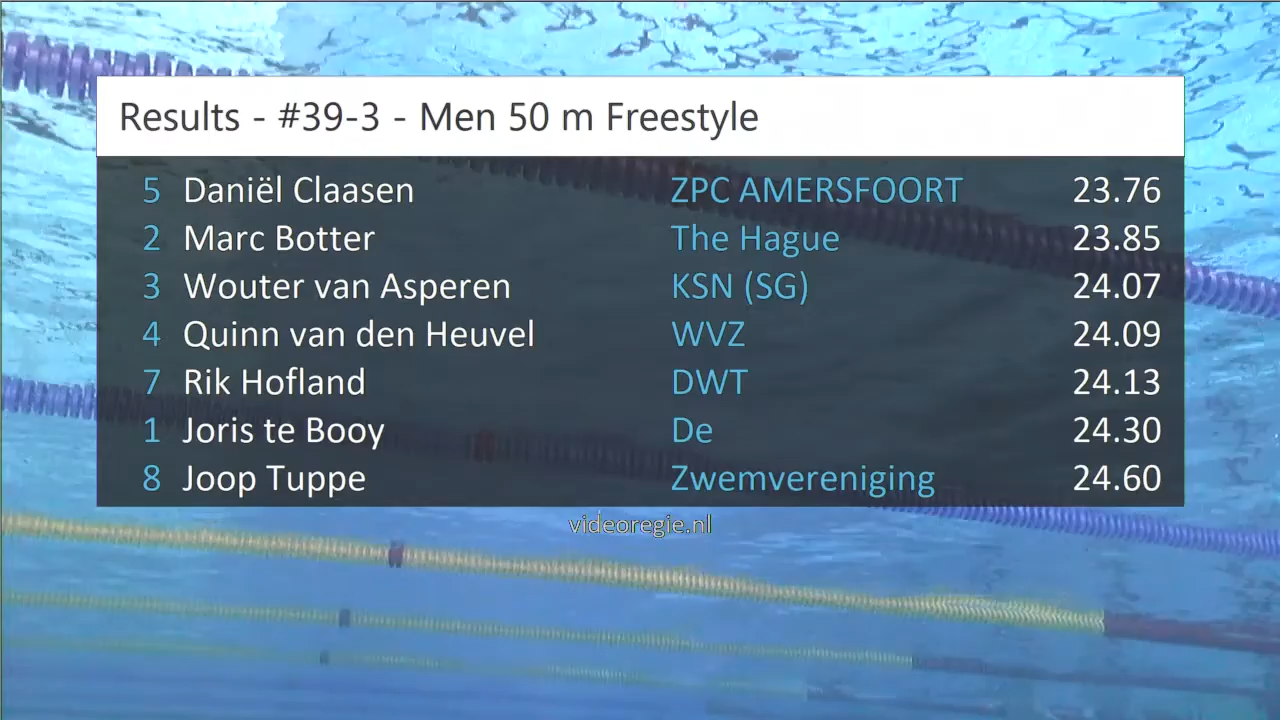 Results - #39-3 - Men 50 m Freestyle
5 Daniël Claasen ZPC AMERSFOORT 23.76
2 Marc Botter The Hague 23.85
3 Wouter van Asperen KSN (SG) 24.07
4 Quinn van den Heuvel WVZ 24.09
7 Rik Hofland DWT 24.13
1 Joris te Booy De 24.30
8 Joop Tuppe Zwemvereniging 24.60
videoregie.nl